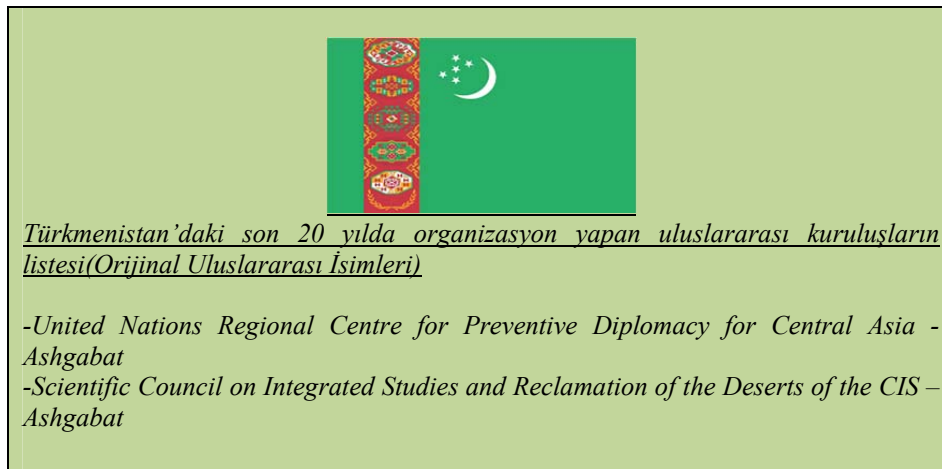 Türkmenistan’daki son 20 yılda organizasyon yapan uluslararası kuruluşların
listesi(Orijinal Uluslararası İsimleri)
-United Nations Regional Centre for Preventive Diplomacy for Central Asia -
Ashgabat
-Scientific Council on Integrated Studies and Reclamation of the Deserts of the CIS –
Ashgabat